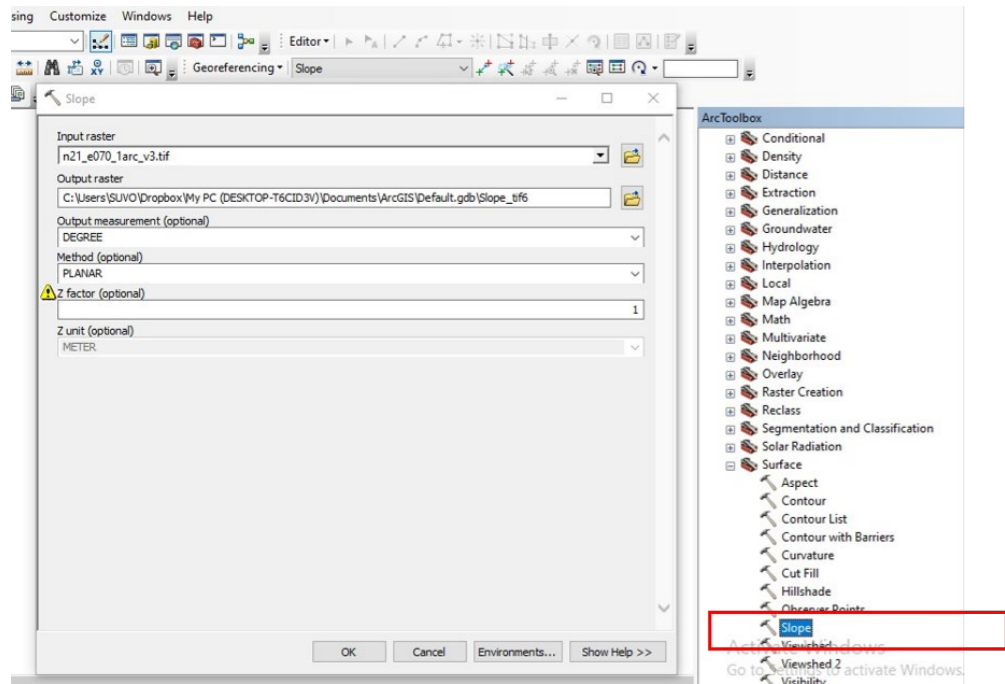 sing Customize Windows Help
Editor
Georeferencing Slope
Slope
Input raster
n21_e070_1arc_v3.tif
Output raster
C:\Users\SUVO\Dropbox\My PC (DESKTOP-T6CID3V)\Documents\ArcGIS\Default.gdb\Slope_tif6
Output measurement (optional)
DEGREE
Method (optional)
PLANAR
Z factor (optional)
1
Z unit (optional)
METER
OK Cancel Environments... Show Help >>
ArcToolbox
Conditional
Density
Distance
Extraction
Generalization
Groundwater
Hydrology
Interpolation
Local
Map Algebra
Math
Multivariate
Neighborhood
Overlay
Raster Creation
Reclass
Segmentation and Classification
Solar Radiation
Surface
Aspect
Contour
Contour List
Contour with Barriers
Curvature
Cut Fill
Hillshade
Observer Points
Slope
Viewshed
Viewshed 2
Visibility
Activate Windows
Go to Settings to activate Windows.